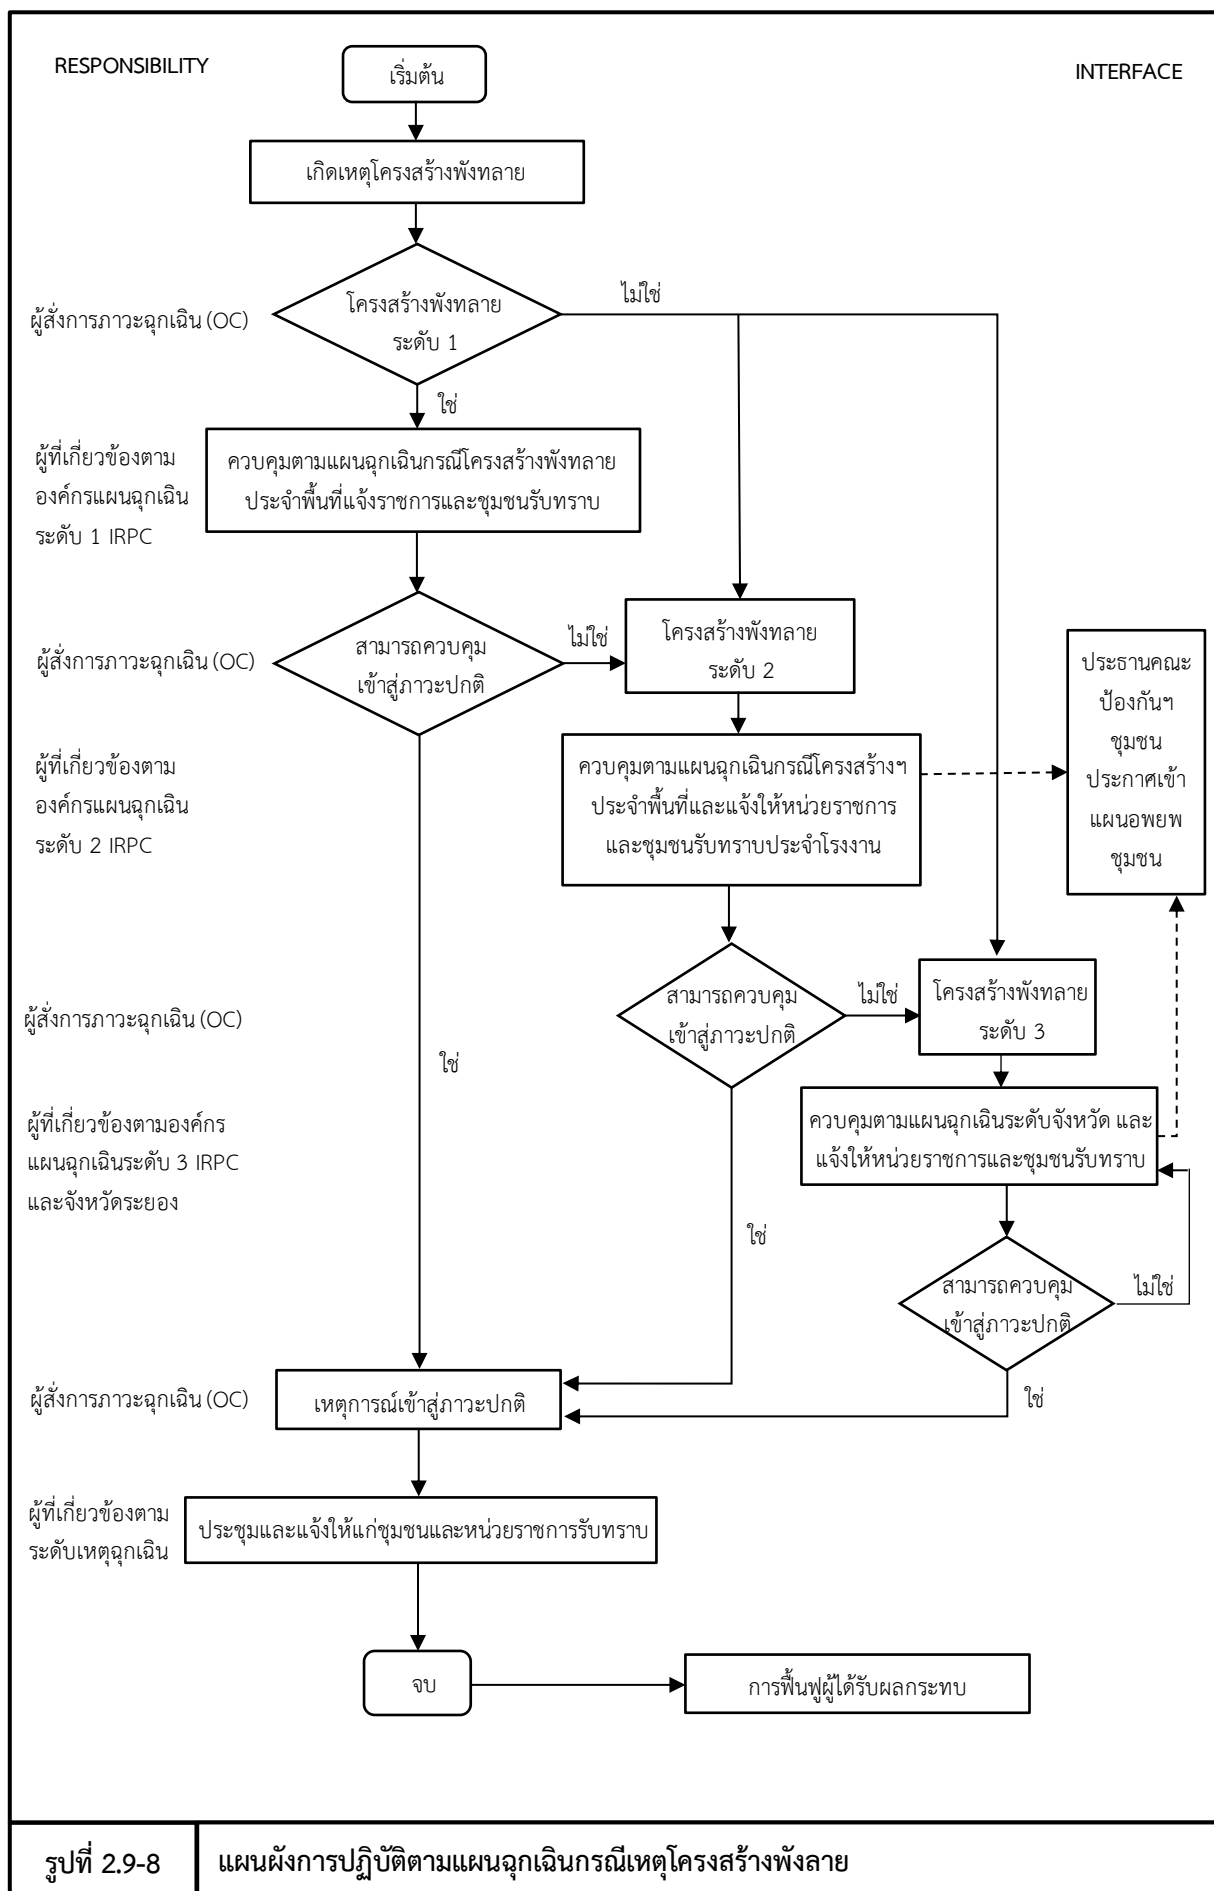 RESPONSIBILITY
INTERFACE
เริ่มต้น
เกิดเหตุโครงสร้างพังทลาย
ผู้สั่งการภาวะฉุกเฉิน (OC)
โครงสร้างพังทลาย
ระดับ 1
ไม่ใช่
ใช่
ผู้ที่เกี่ยวข้องตาม
องค์กรแผนฉุกเฉิน
ระดับ 1 IRPC
ควบคุมตามแผนฉุกเฉินกรณีโครงสร้างพังทลาย
ประจำพื้นที่แจ้งราชการและชุมชนรับทราบ
ผู้สั่งการภาวะฉุกเฉิน (OC)
สามารถควบคุม
เข้าสู่ภาวะปกติ
ไม่ใช่
โครงสร้างพังทลาย
ระดับ 2
ประธานคณะ
ป้องกันฯ
ชุมชน
ประกาศเข้า
แผนอพยพ
ชุมชน
ผู้ที่เกี่ยวข้องตาม
องค์กรแผนฉุกเฉิน
ระดับ 2 IRPC
ควบคุมตามแผนฉุกเฉินกรณีโครงสร้างฯ
ประจำพื้นที่และแจ้งให้หน่วยราชการ
และชุมชนรับทราบประจำโรงงาน
ผู้สั่งการภาวะฉุกเฉิน (OC)
สามารถควบคุม
เข้าสู่ภาวะปกติ
ไม่ใช่
โครงสร้างพังทลาย
ระดับ 3
ใช่
ผู้ที่เกี่ยวข้องตามองค์กร
แผนฉุกเฉินระดับ 3 IRPC
และจังหวัดระยอง
ควบคุมตามแผนฉุกเฉินระดับจังหวัด และ
แจ้งให้หน่วยราชการและชุมชนรับทราบ
ใช่
สามารถควบคุม
เข้าสู่ภาวะปกติ
ไม่ใช่
ใช่
ผู้สั่งการภาวะฉุกเฉิน (OC)
เหตุการณ์เข้าสู่ภาวะปกติ
ผู้ที่เกี่ยวข้องตาม
ระดับเหตุฉุกเฉิน
ประชุมและแจ้งให้แก่ชุมชนและหน่วยราชการรับทราบ
จบ
การฟื้นฟูผู้ได้รับผลกระทบ
รูปที่ 2.9-8
แผนผังการปฏิบัติตามแผนฉุกเฉินกรณีเหตุโครงสร้างพังลาย